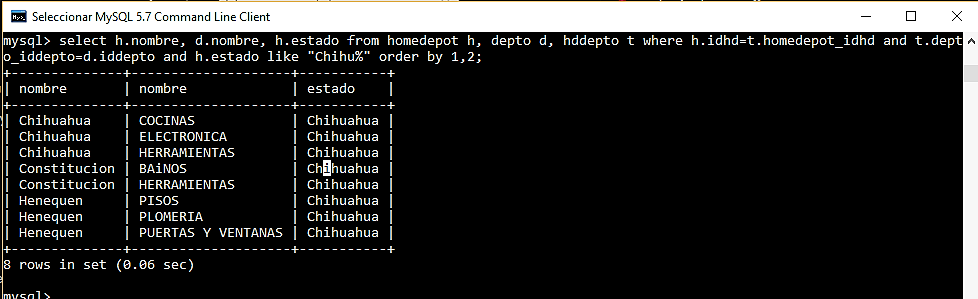 Seleccionar MySQL 5.7 Command Line Client
mysql> select h.nombre, d.nombre, h.estado from homedepot h, depto d, hddepto t where h.idhd=t.homedepot_idhd and t.dept
o_iddepto=d.iddepto and h.estado like "Chihu%" order by 1,2;
+--------------+--------------------+-----------+
| nombre       | nombre             | estado    |
+--------------+--------------------+-----------+
| Chihuahua    | COCINAS            | Chihuahua |
| Chihuahua    | ELECTRONICA        | Chihuahua |
| Chihuahua    | HERRAMIENTAS       | Chihuahua |
| Constitucion | BAiNOS             | Chihuahua |
| Constitucion | HERRAMIENTAS       | Chihuahua |
| Henequen     | PISOS              | Chihuahua |
| Henequen     | PLOMERIA           | Chihuahua |
| Henequen     | PUERTAS Y VENTANAS | Chihuahua |
+--------------+--------------------+-----------+
8 rows in set (0.06 sec)
mysql>